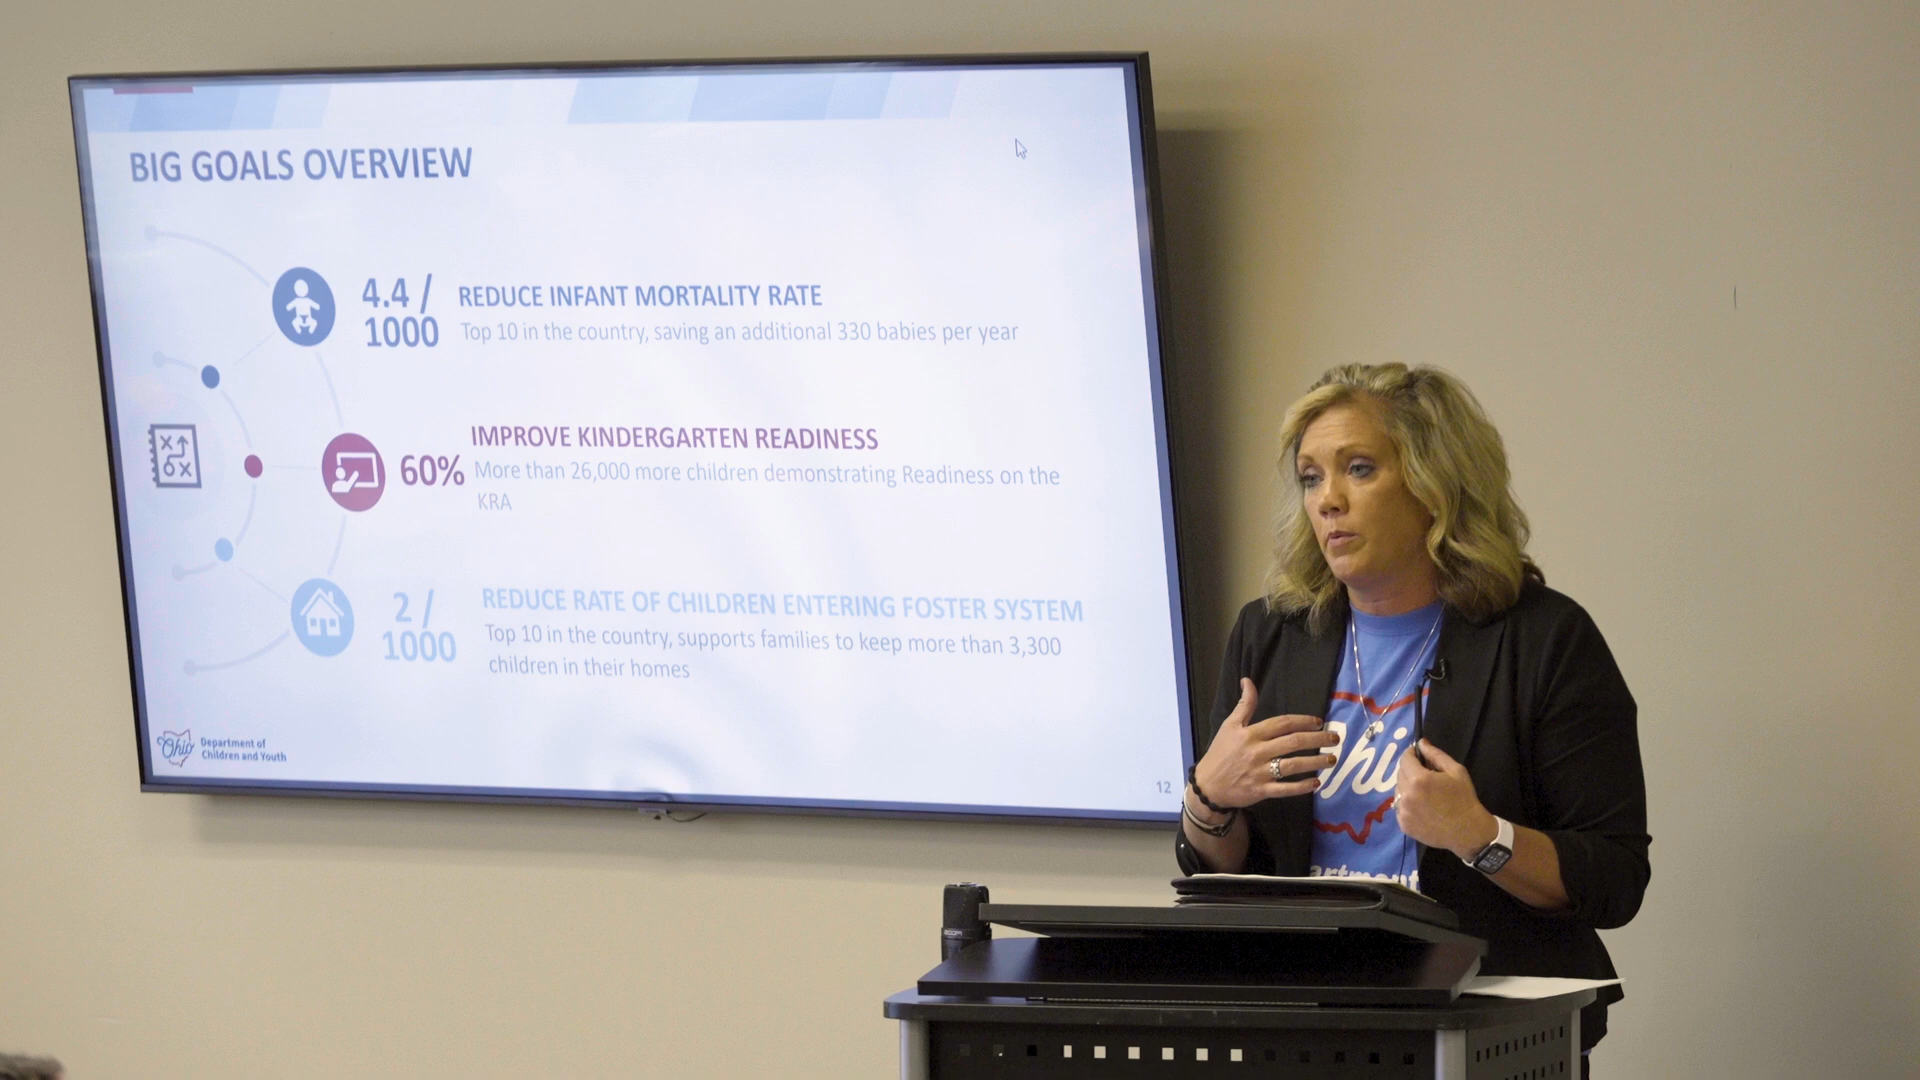 BIG GOALS OVERVIEW
4.4 /
1000
REDUCE INFANT MORTALITY RATE
Top 10 in the country, saving an additional 330 babies per year
60%
IMPROVE KINDERGARTEN READINESS
More than 26,000 more children demonstrating Readiness on the
KRA
2 /
1000
REDUCE RATE OF CHILDREN ENTERING FOSTER SYSTEM
Top 10 in the country, supports families to keep more than 3,300
children in their homes
Ohio
Department of
Children and Youth
12
Ohi
artment
zoom